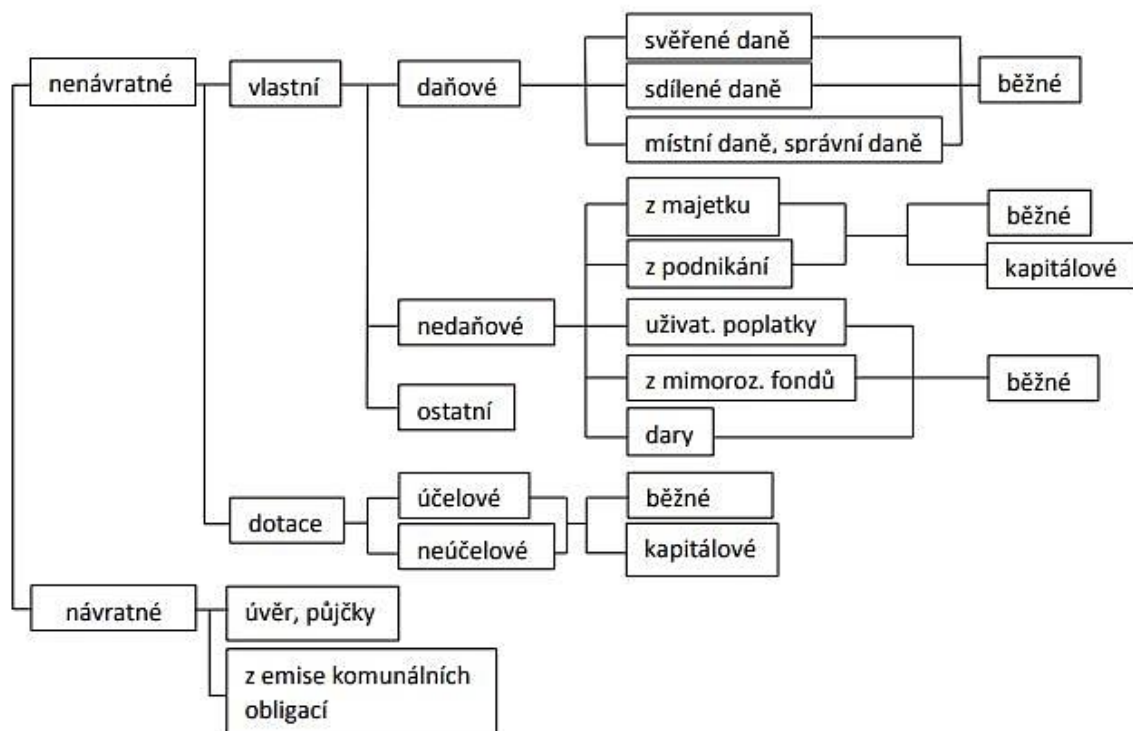 svěřené daně
nenávratné
vlastní
daňové
sdílené daně
běžné
místní daně, správní daně
z majetku
běžné
z podnikání
kapitálové
nedaňové
uživat. poplatky
z mimoroz. fondů
běžné
ostatní
dary
dotace
účelové
běžné
neúčelové
kapitálové
návratné
úvěr, půjčky
z emise komunálních
obligací